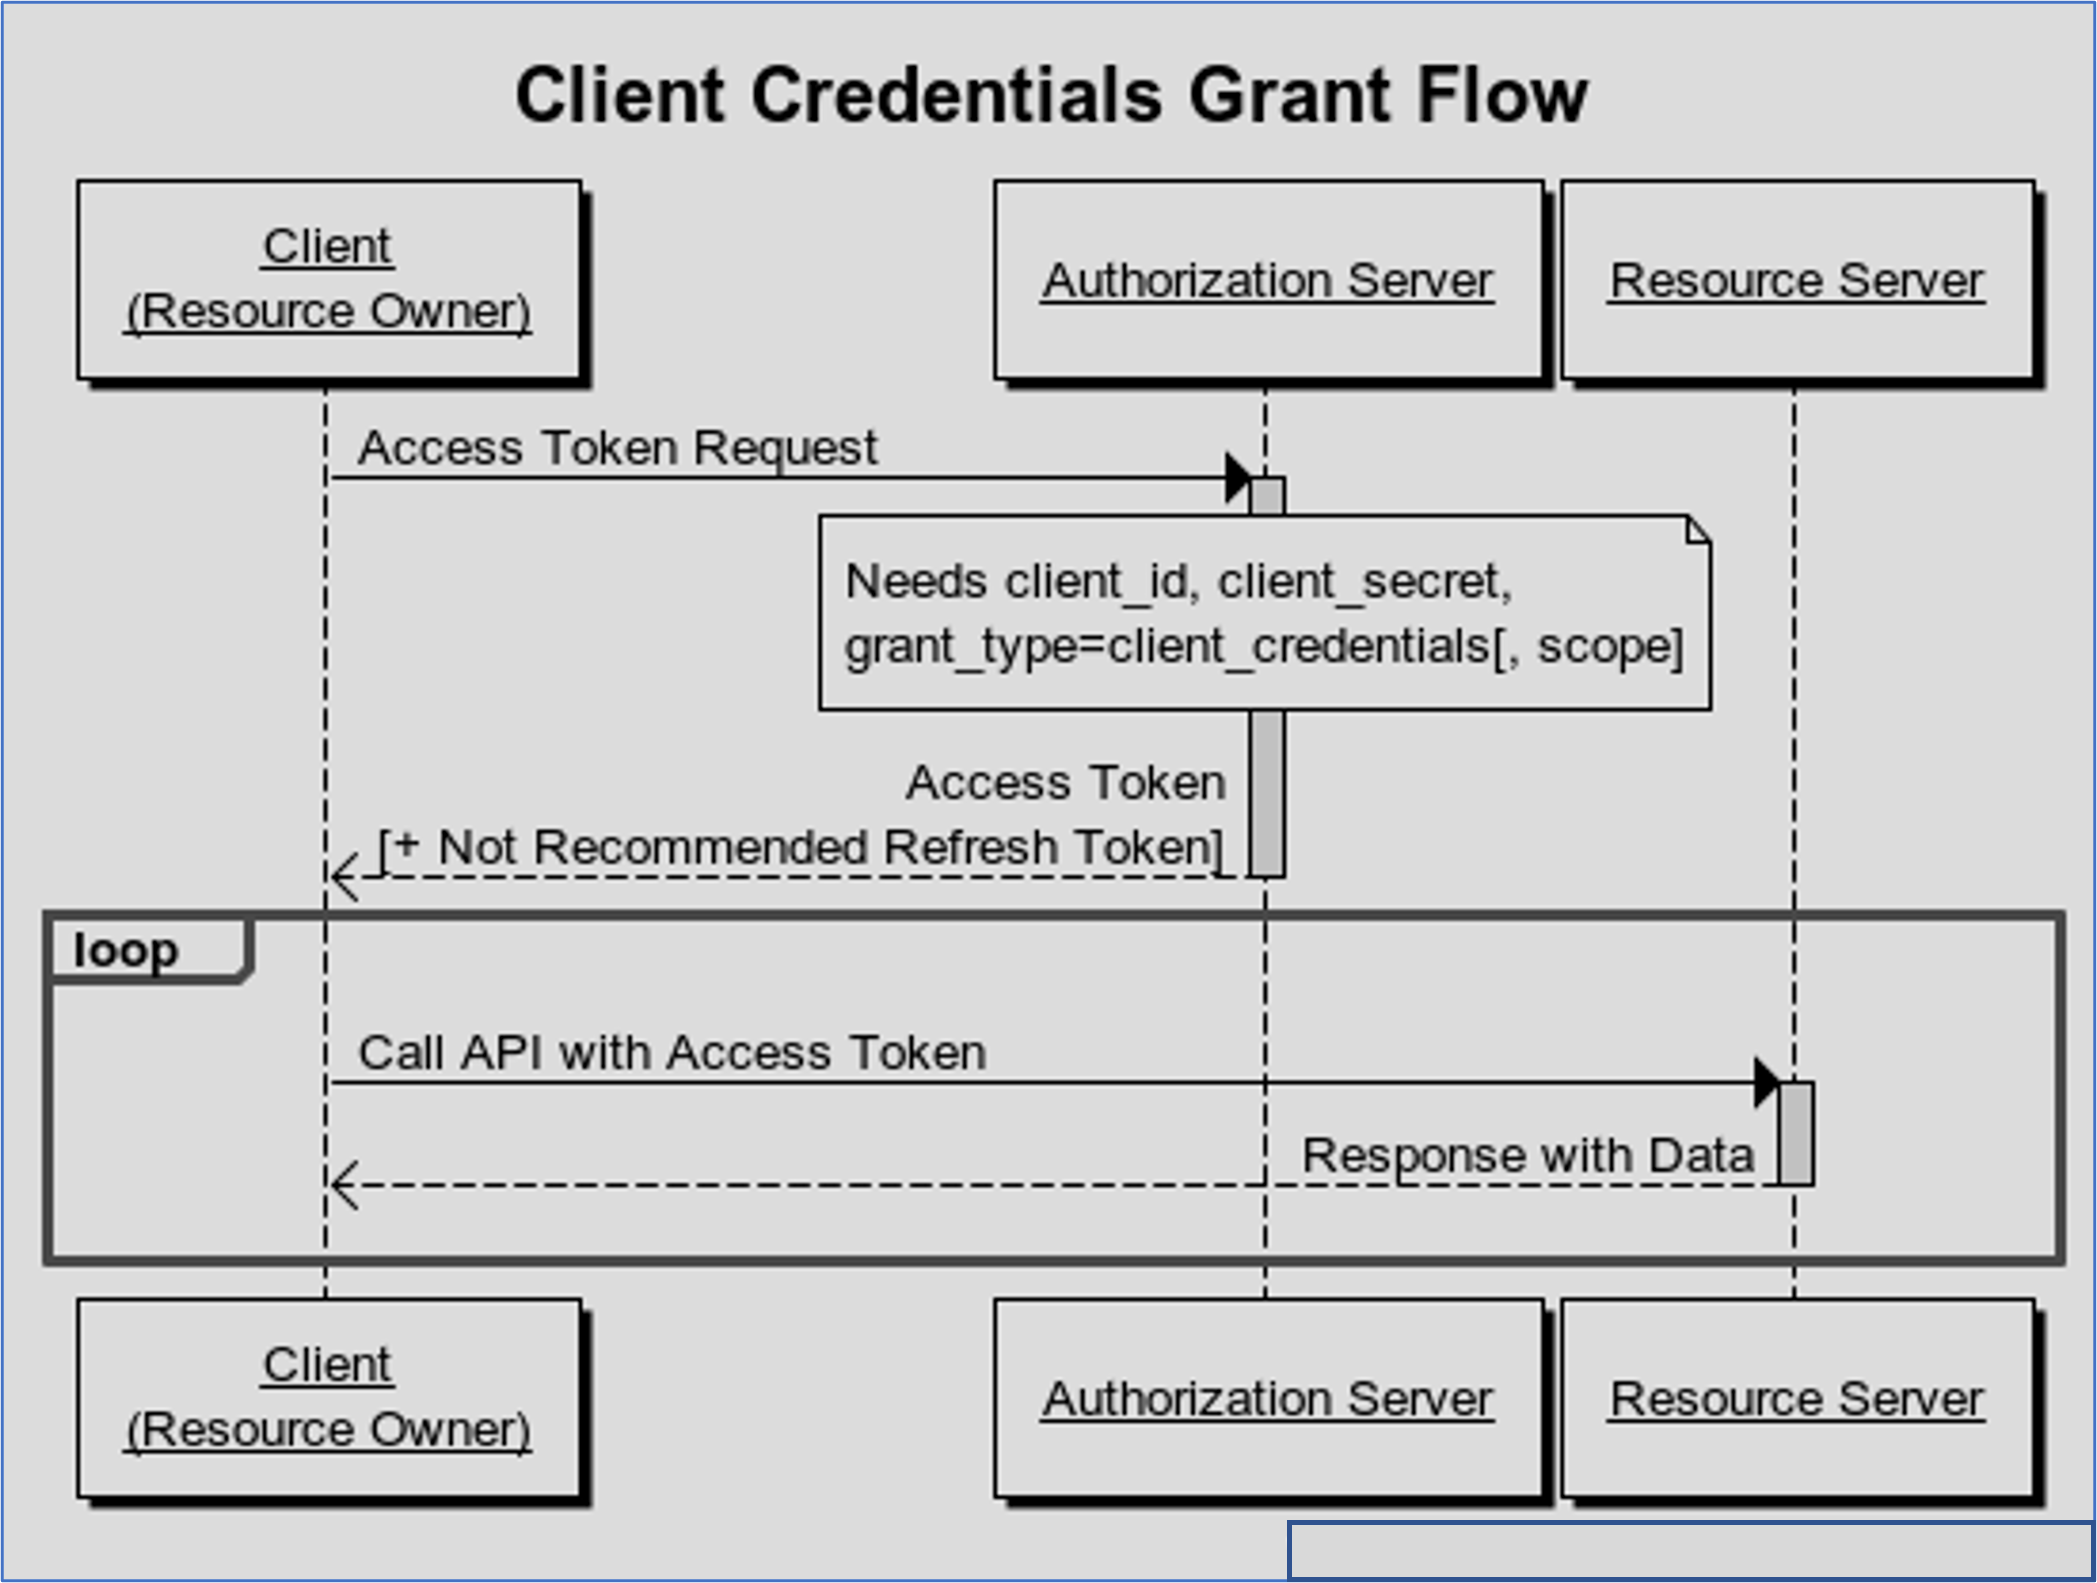 Client Credentials Grant Flow
Client
(Resource Owner)
Authorization Server
Resource Server
Access Token Request
Needs client_id, client_secret,
grant_type=client_credentials[, scope]
Access Token
[+ Not Recommended Refresh Token]
loop
Call API with Access Token
Response with Data
Client
(Resource Owner)
Authorization Server
Resource Server